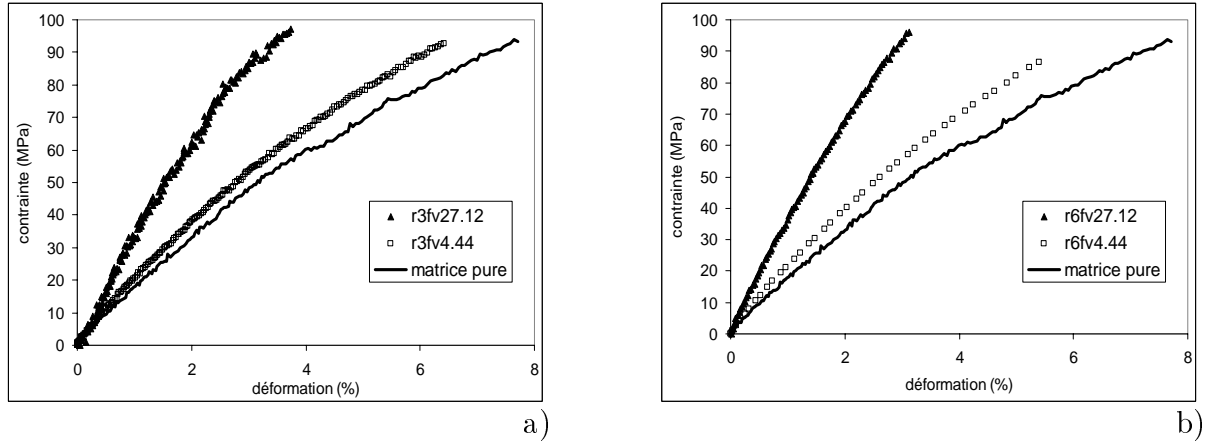 100
90
80
70
60
50
40
30
20
10
0
contrainte (MPa)
r3fv27.12
r3fv4.44
matrice pure
0 2 4 6 8
déformation (%)
a)
100
90
80
70
60
50
40
30
20
10
0
contrainte (MPa)
r6fv27.12
r6fv4.44
matrice pure
0 2 4 6 8
déformation (%)
b)